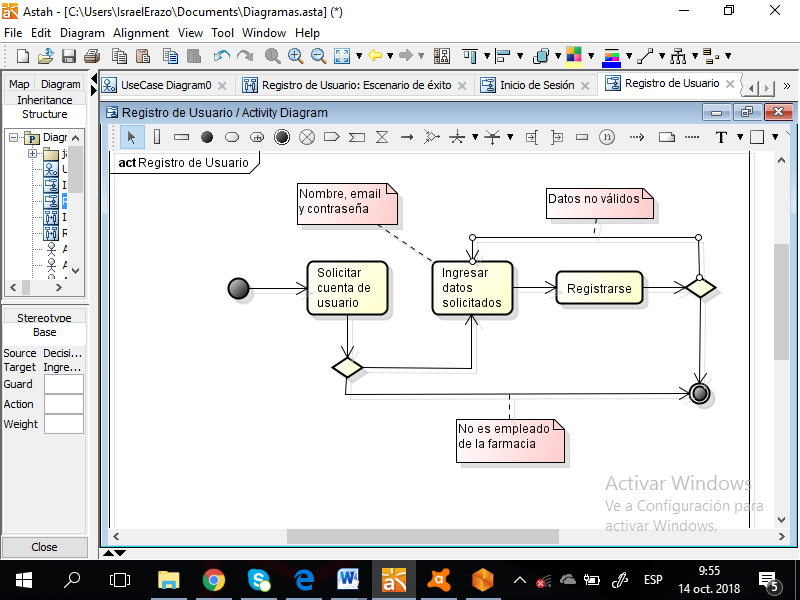 Astah - [C:\Users\IsraelErazo\Documents\Diagramas.asta] (*)
File Edit Diagram Alignment View Tool Window Help
Map Diagram
Inheritance
Structure
UseCase Diagram0
Registro de Usuario: Escenario de éxito
Inicio de Sesión
Registro de Usuario
Registro de Usuario / Activity Diagram
T
act Registro de Usuario
Nombre, email
y contraseña
Datos no válidos
Solicitar
cuenta de
usuario
Ingresar
datos
solicitados
Registrarse
No es empleado
de la farmacia
Stereotype
Base
Source Decisi...
Target Ingre...
Guard
Action
Weight
Close
Activar Windows
Ve a Configuración para
activar Windows.
ESP
9:55
14 oct. 2018
5